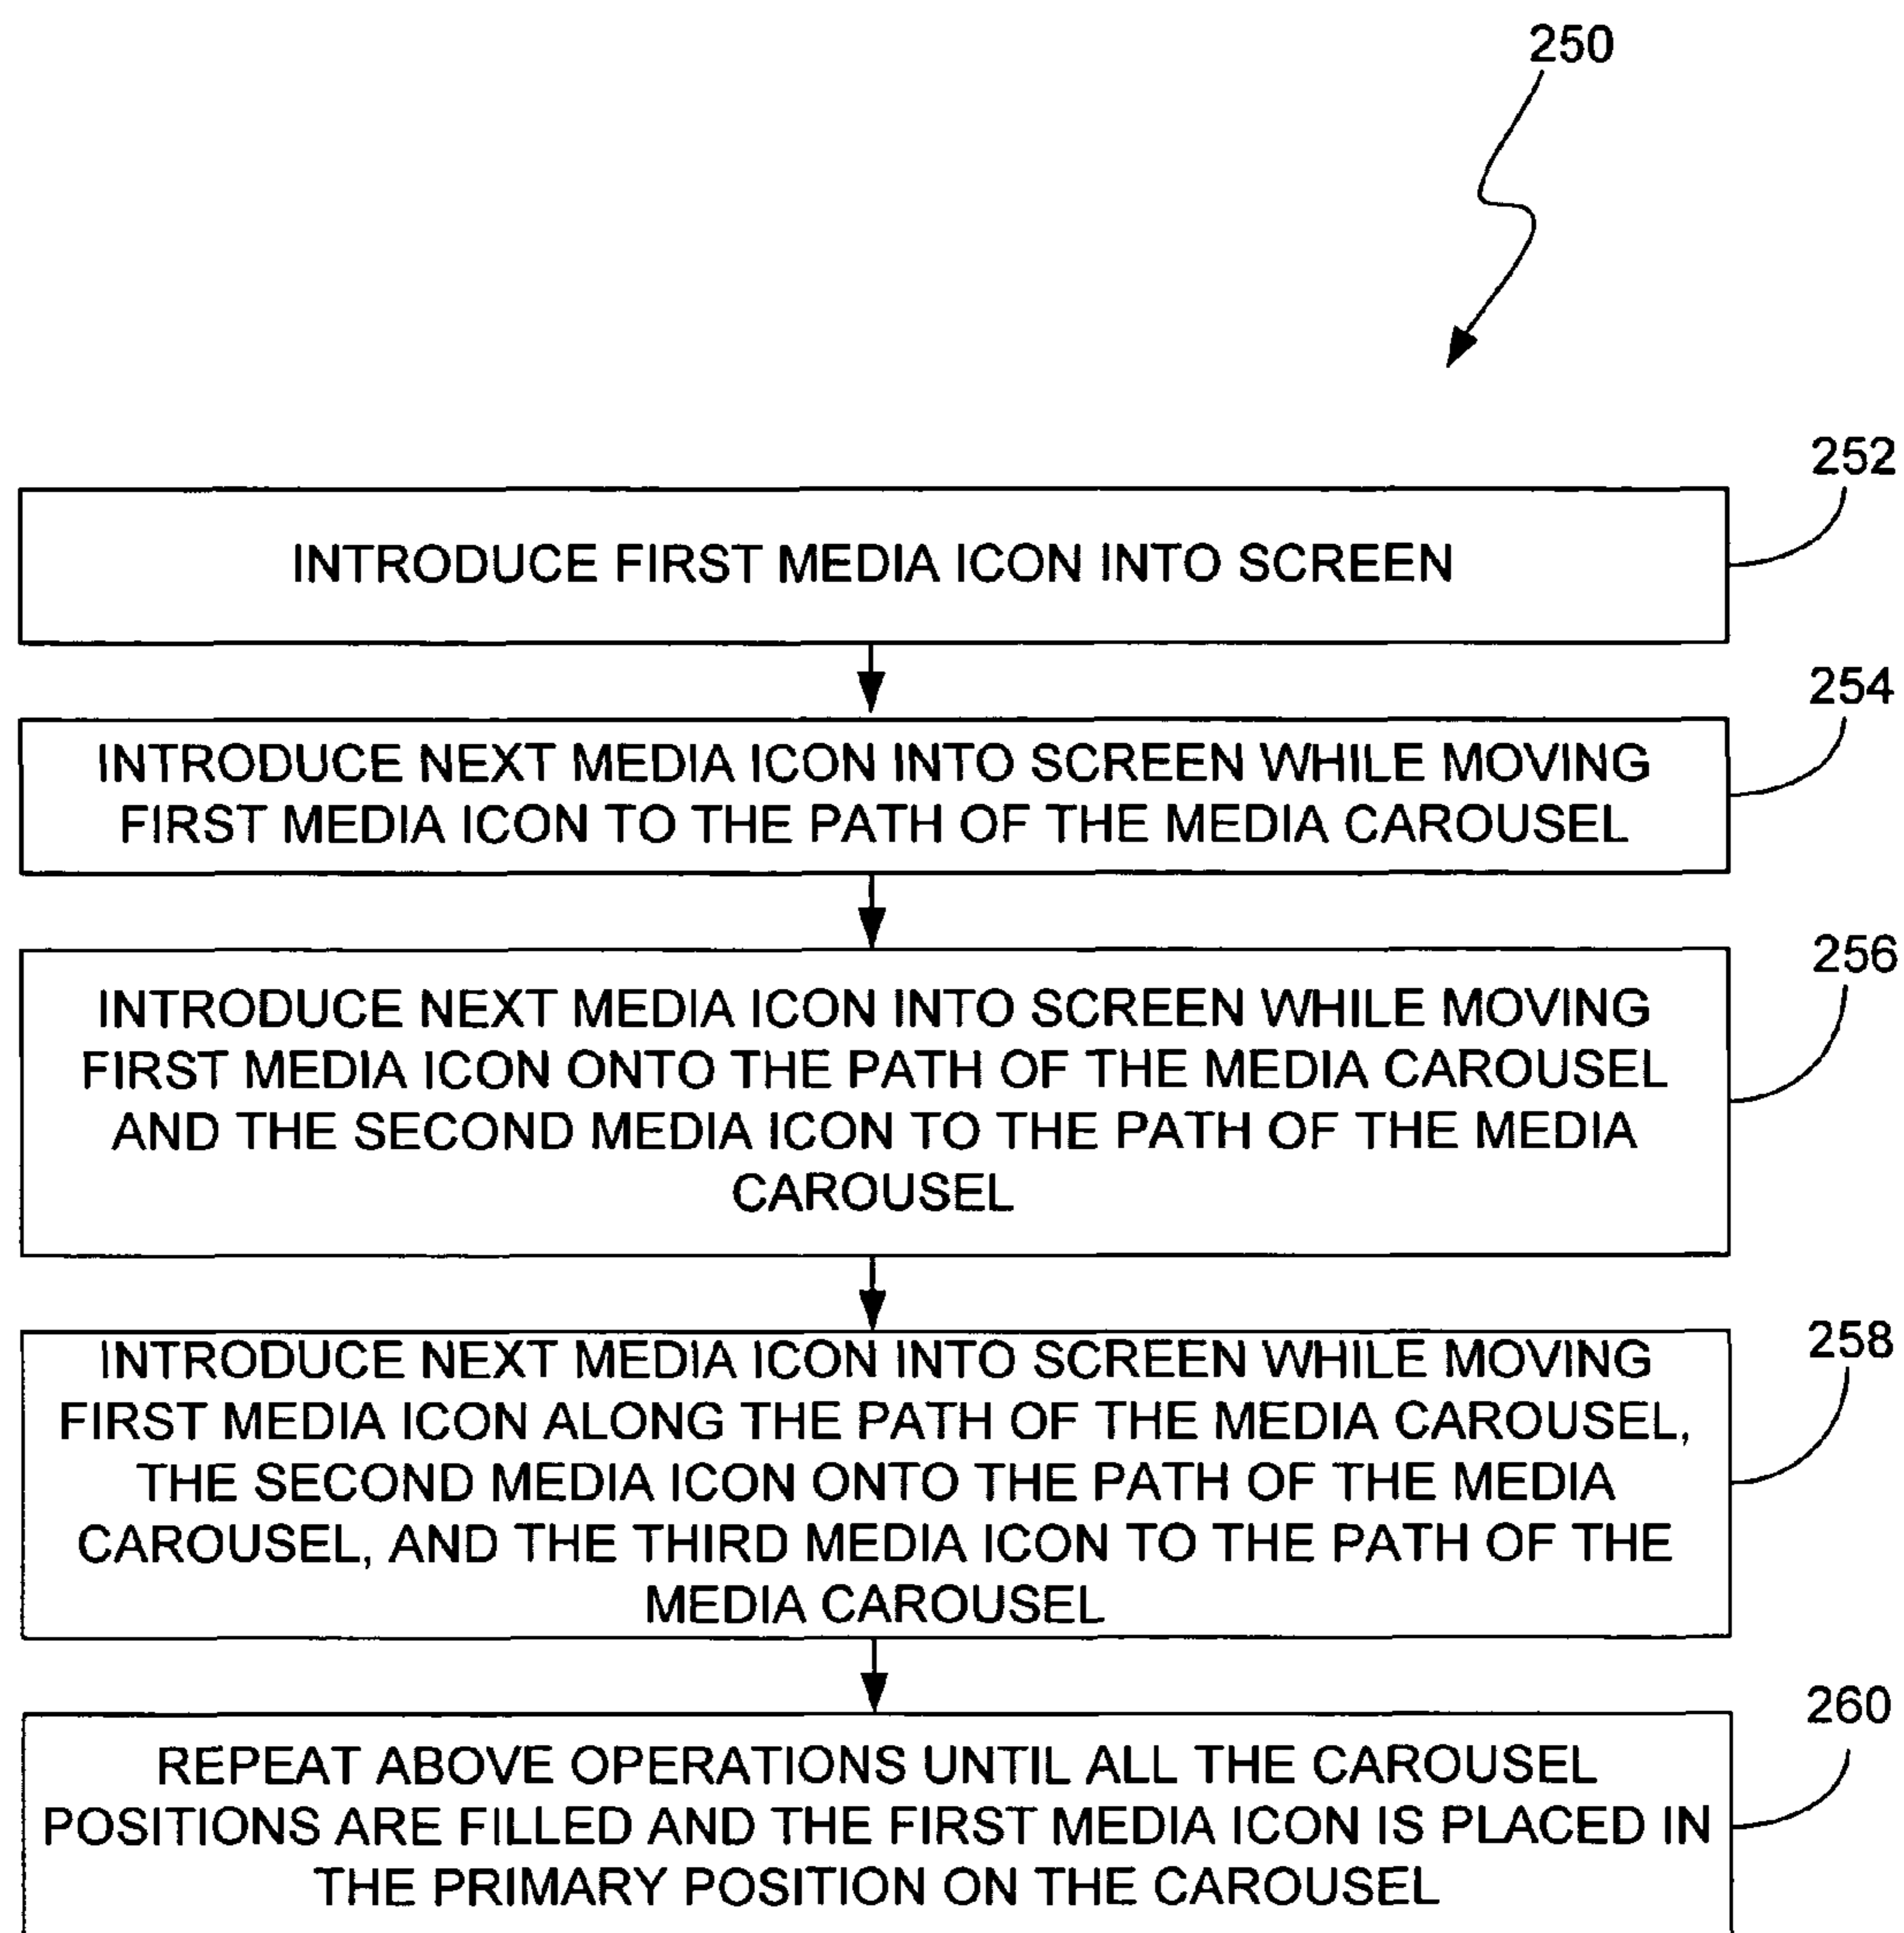 250
252
INTRODUCE FIRST MEDIA ICON INTO SCREEN
254
INTRODUCE NEXT MEDIA ICON INTO SCREEN WHILE MOVING
FIRST MEDIA ICON TO THE PATH OF THE MEDIA CAROUSEL
256
INTRODUCE NEXT MEDIA ICON INTO SCREEN WHILE MOVING
FIRST MEDIA ICON ONTO THE PATH OF THE MEDIA CAROUSEL
AND THE SECOND MEDIA ICON TO THE PATH OF THE MEDIA
CAROUSEL
258
INTRODUCE NEXT MEDIA ICON INTO SCREEN WHILE MOVING
FIRST MEDIA ICON ALONG THE PATH OF THE MEDIA CAROUSEL,
THE SECOND MEDIA ICON ONTO THE PATH OF THE MEDIA
CAROUSEL, AND THE THIRD MEDIA ICON TO THE PATH OF THE
MEDIA CAROUSEL
260
REPEAT ABOVE OPERATIONS UNTIL ALL THE CAROUSEL
POSITIONS ARE FILLED AND THE FIRST MEDIA ICON IS PLACED IN
THE PRIMARY POSITION ON THE CAROUSEL